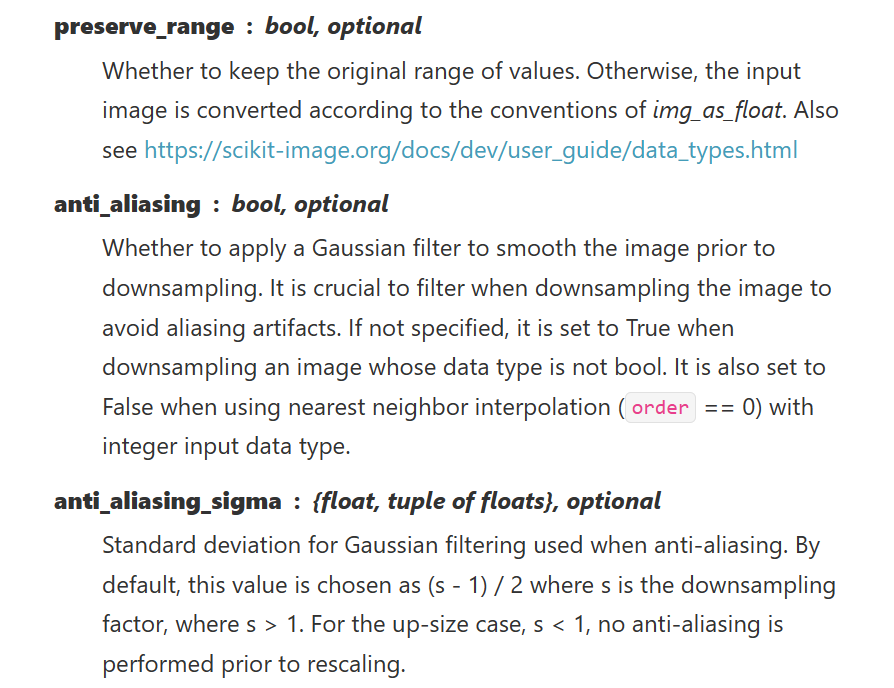 preserve_range : bool, optional
Whether to keep the original range of values. Otherwise, the input
image is converted according to the conventions of img_as_float. Also
see https://scikit-image.org/docs/dev/user_guide/data_types.html
anti_aliasing : bool, optional
Whether to apply a Gaussian filter to smooth the image prior to
downsampling. It is crucial to filter when downsampling the image to
avoid aliasing artifacts. If not specified, it is set to True when
downsampling an image whose data type is not bool. It is also set to
False when using nearest neighbor interpolation (order == 0) with
integer input data type.
anti_aliasing_sigma : {float, tuple of floats}, optional
Standard deviation for Gaussian filtering used when anti-aliasing. By
default, this value is chosen as (s - 1) / 2 where s is the downsampling
factor, where s > 1. For the up-size case, s < 1, no anti-aliasing is
performed prior to rescaling.